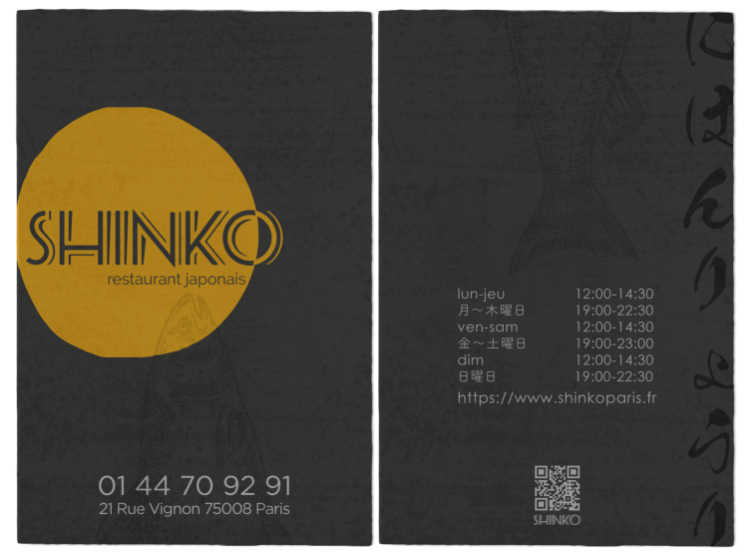 SHINKO
restaurant japonais
01 44 70 92 91
21 Rue Vignon 75008 Paris
にほんりょうり
lun-jeu 12:00-14:30
月～木曜日 19:00-22:30
ven-sam 12:00-14:30
金～土曜日 19:00-23:00
dim 12:00-14:30
日曜日 19:00-22:30
https://www.shinkoparis.fr
SHINKO